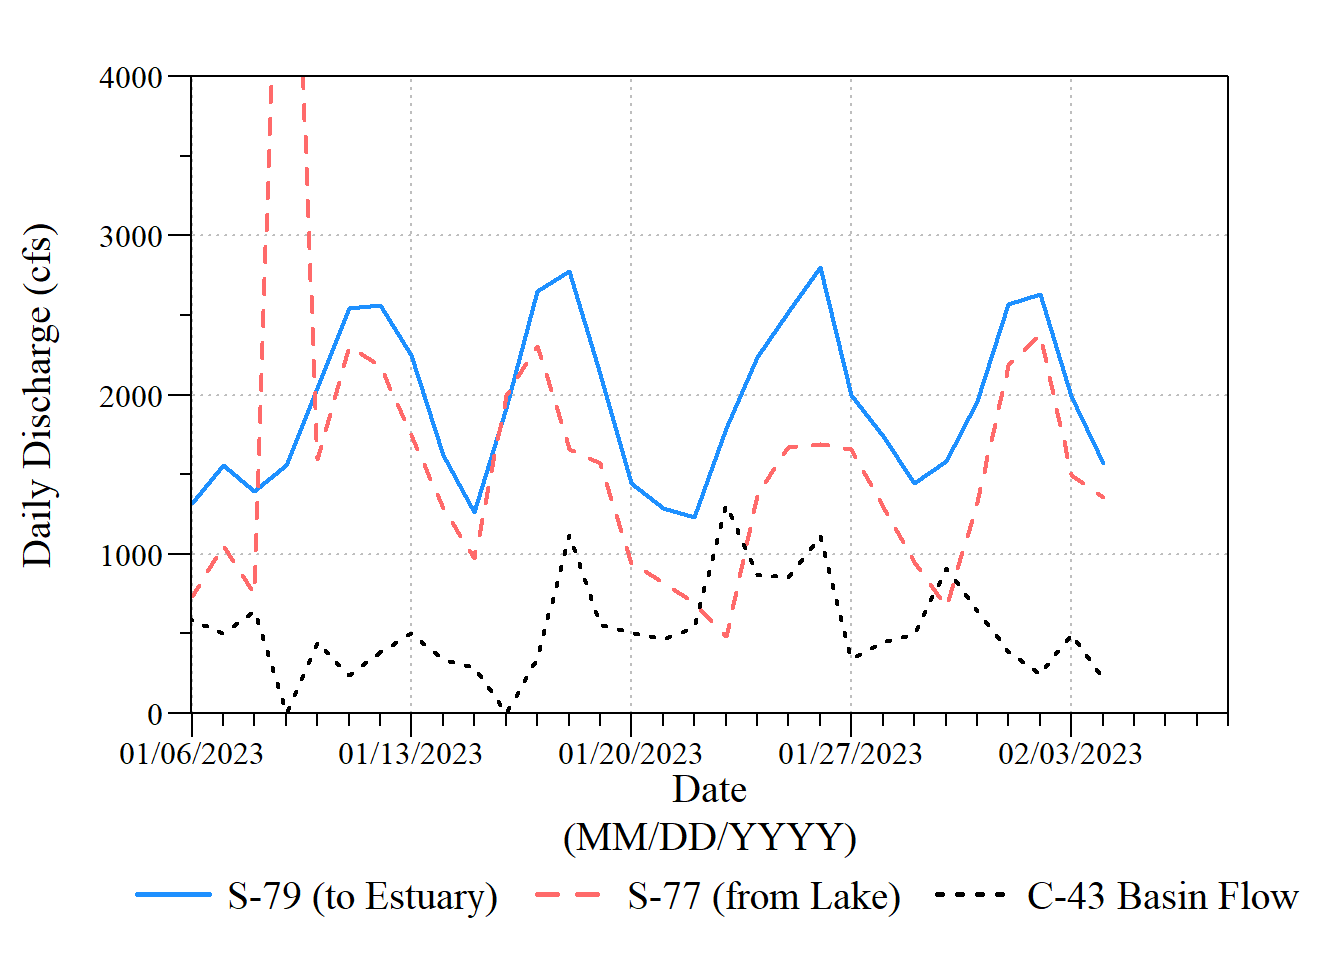 4000
3000
2000
1000
0
Daily Discharge (cfs)
01/06/2023 01/13/2023 01/20/2023 01/27/2023 02/03/2023
Date
(MM/DD/YYYY)
S-79 (to Estuary) S-77 (from Lake) C-43 Basin Flow